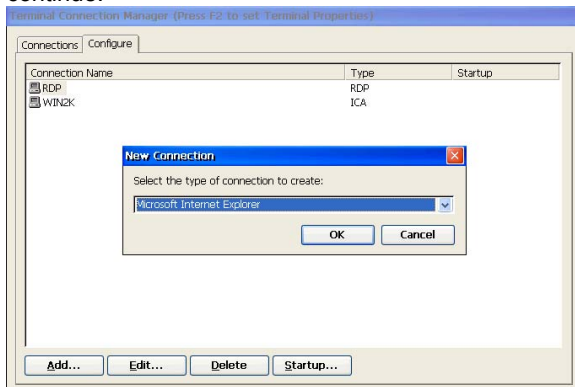 continue.
Terminal Connection Manager (Press F2 to set Terminal Properties)
Connections Configure
Connection Name Type Startup
RDP RDP
WIN2K ICA
New Connection
Select the type of connection to create:
Microsoft Internet Explorer
OK Cancel
Add... Edit... Delete Startup...